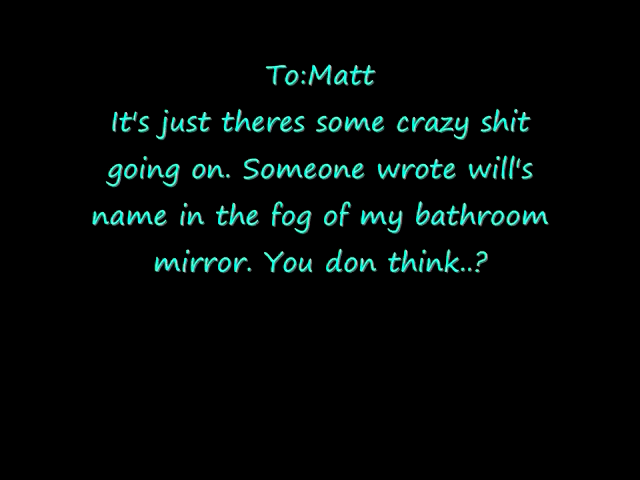 To:Matt
It's just theres some crazy shit
going on. Someone wrote will's
name in the fog of my bathroom
mirror. You don think..?